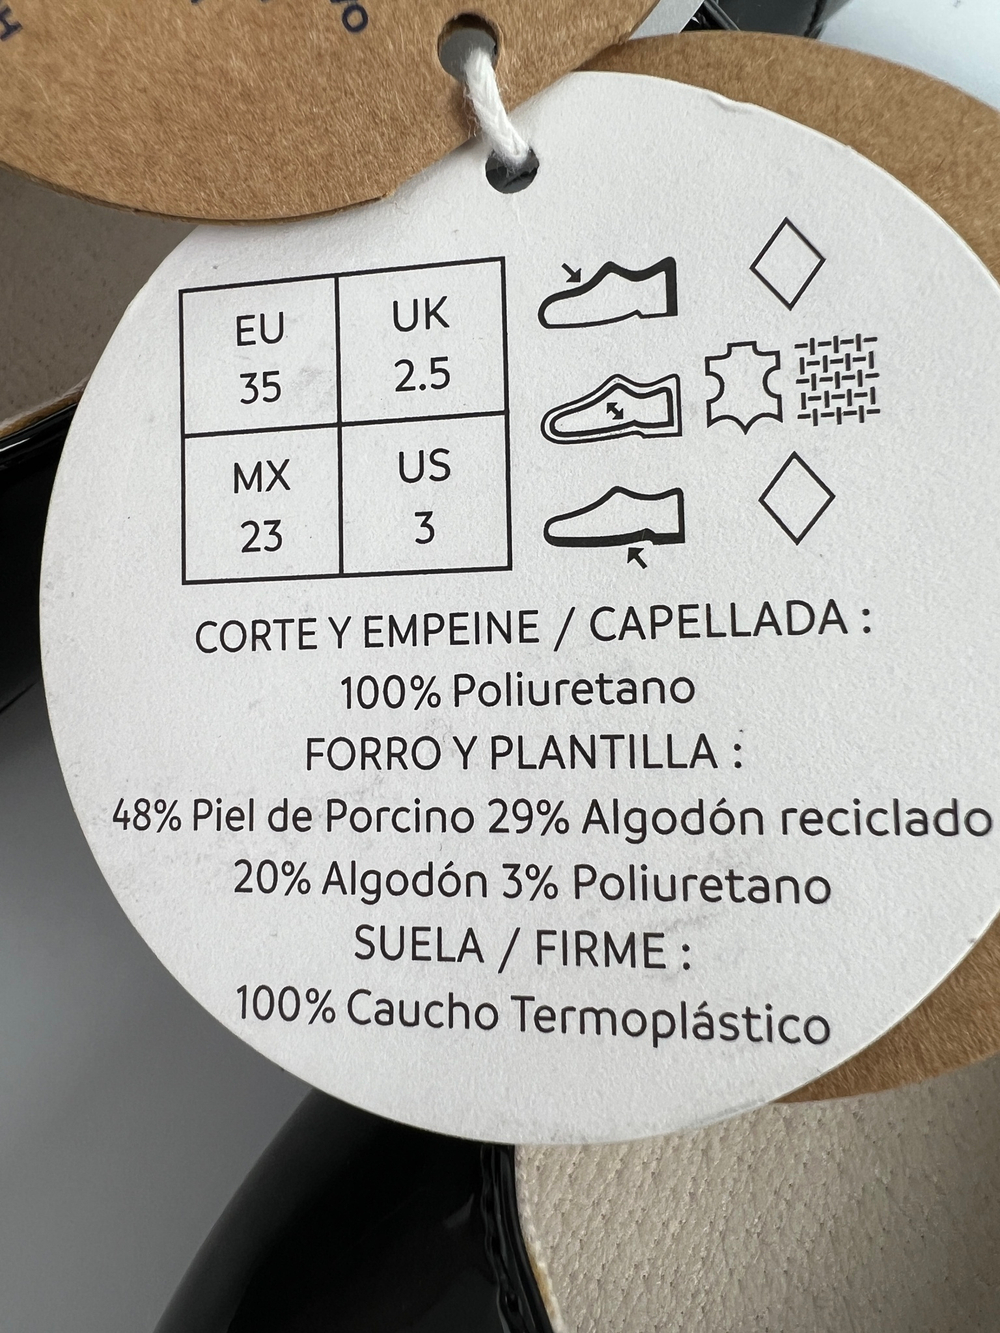 EU
35
UK
2.5
MX
23
US
3
CORTE Y EMPEINE / CAPELLADA :
100% Poliuretano
FORRO Y PLANTILLA :
48% Piel de Porcino 29% Algodón reciclado
20% Algodón 3% Poliuretano
SUELA / FIRME :
100% Caucho Termoplástico